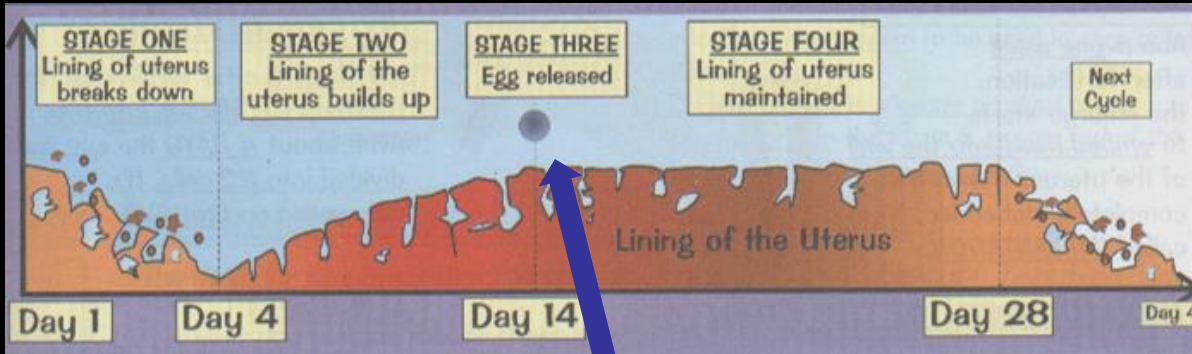 STAGE ONE
Lining of uterus
breaks down
STAGE TWO
Lining of the
uterus builds up
STAGE THREE
Egg released
STAGE FOUR
Lining of uterus
maintained
Next
Cycle
Lining of the Uterus
Day 1
Day 4
Day 14
Day 28
Day 4